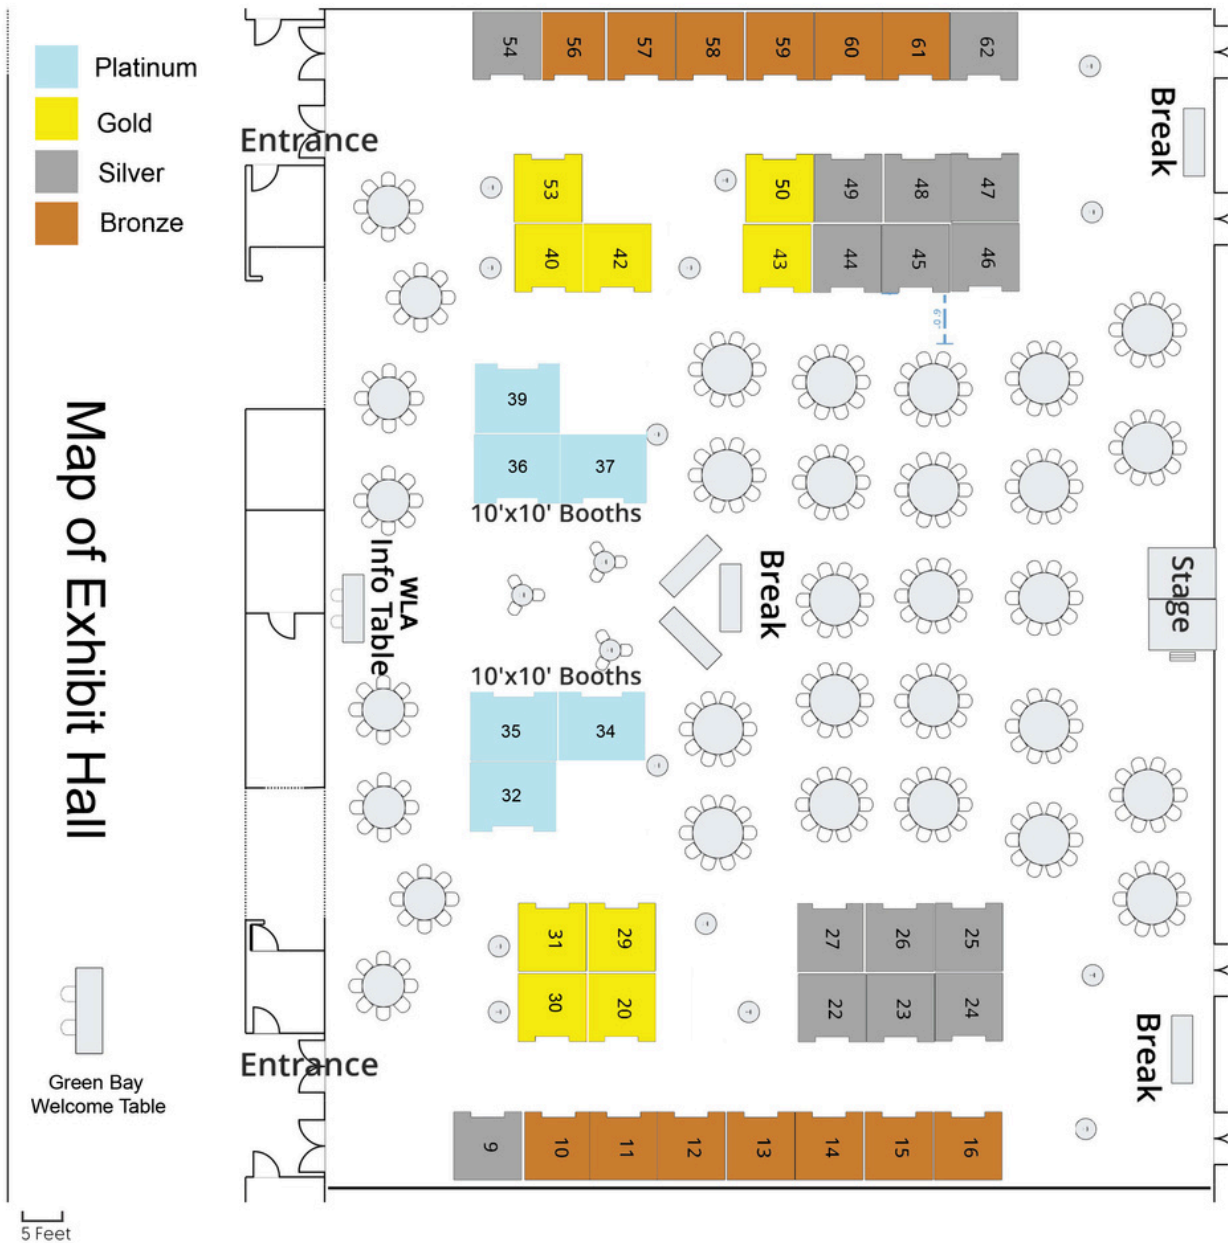 Platinum
Gold
Silver
Bronze
Map of Exhibit Hall
Green Bay
Welcome Table
5 Feet
Entrance
54 56 57 58 59 60 61 62
Break
53 50 49 48 47
40 42 43 44 45 46
6'-0"
39
36 37
10'x10' Booths
WLA
Info Table
Break
Stage
10'x10' Booths
35 34
32
31 29 27 26 25
30 20 22 23 24
Break
Entrance
9 10 11 12 13 14 15 16